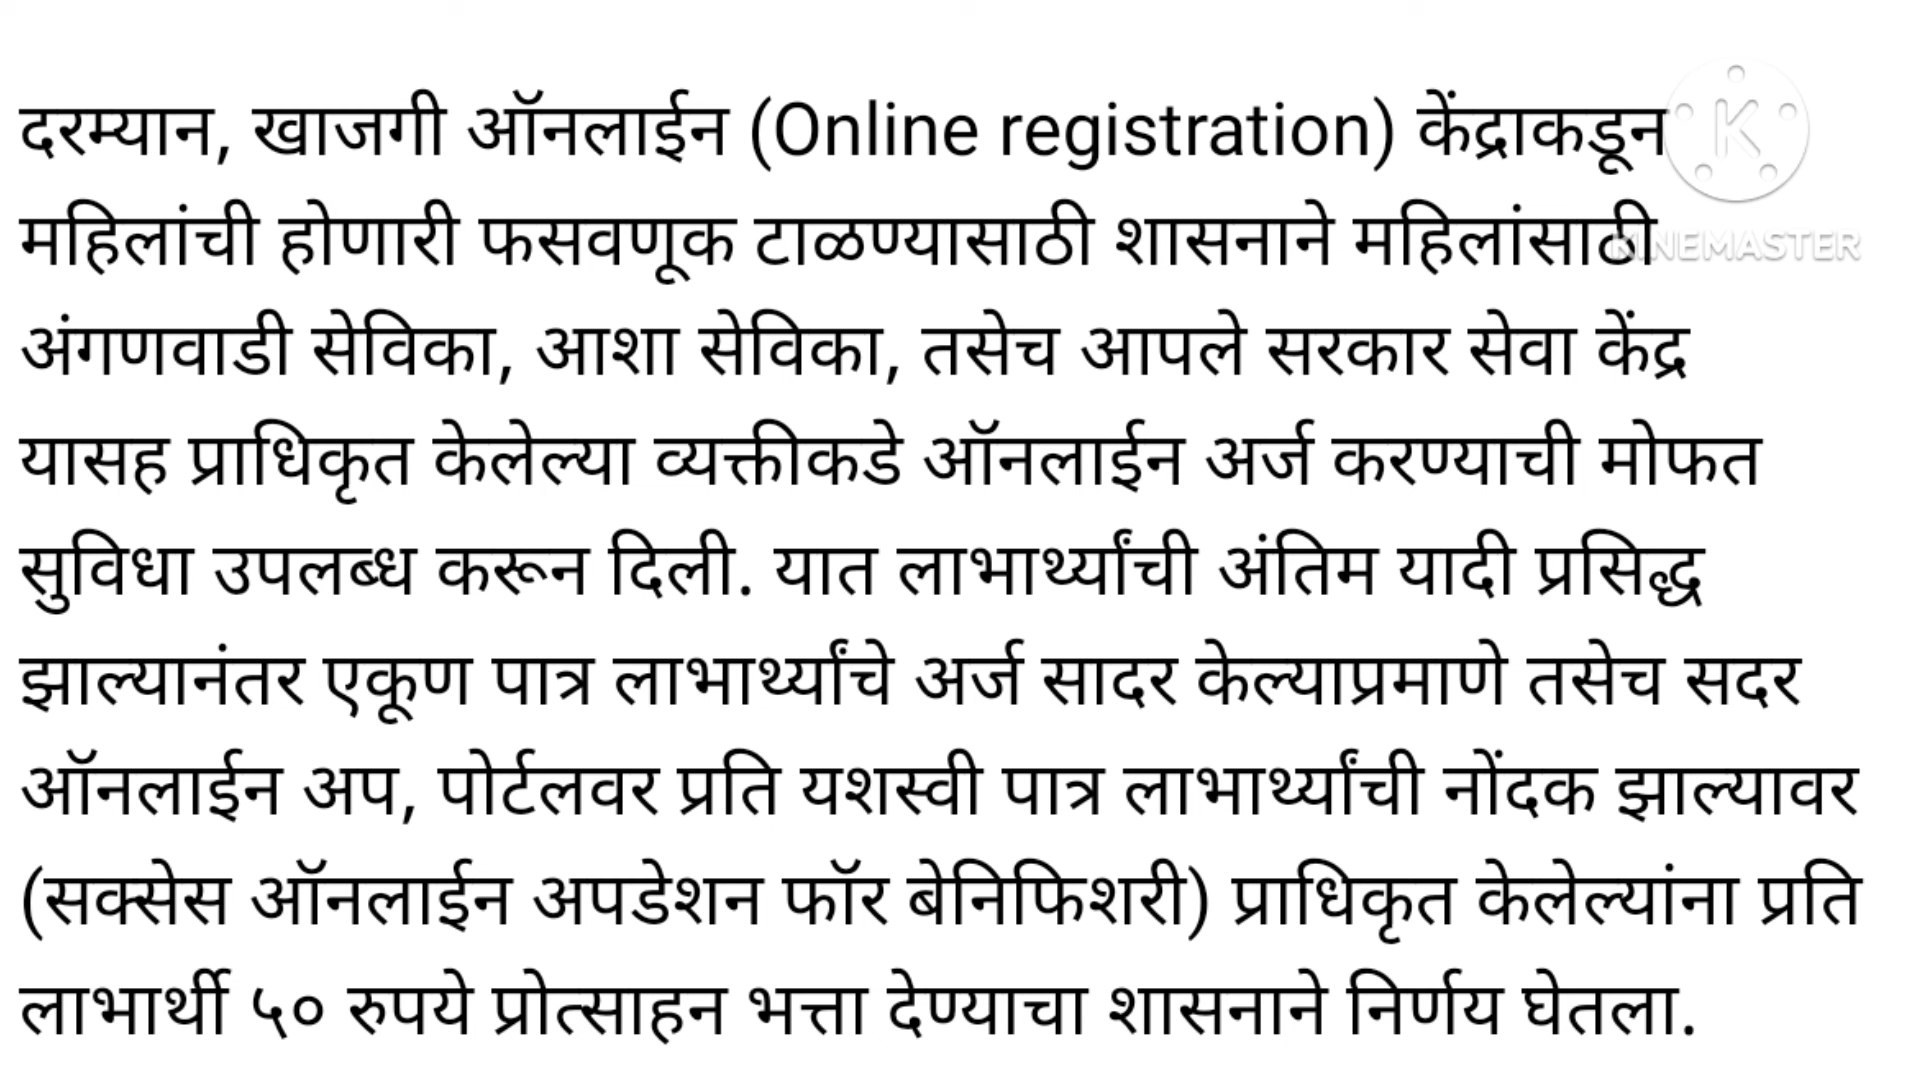 दरम्यान, खाजगी ऑनलाईन (Online registration) केंद्राकडून
महिलांची होणारी फसवणूक टाळण्यासाठी शासनाने महिलांसाठी
अंगणवाडी सेविका, आशा सेविका, तसेच आपले सरकार सेवा केंद्र
यासह प्राधिकृत केलेल्या व्यक्तीकडे ऑनलाईन अर्ज करण्याची मोफत
सुविधा उपलब्ध करून दिली. यात लाभार्थ्यांची अंतिम यादी प्रसिद्ध
झाल्यानंतर एकूण पात्र लाभार्थ्यांचे अर्ज सादर केल्याप्रमाणे तसेच सदर
ऑनलाईन अप, पोर्टलवर प्रति यशस्वी पात्र लाभार्थ्यांची नोंदक झाल्यावर
(सक्सेस ऑनलाईन अपडेशन फॉर बेनिफिशरी) प्राधिकृत केलेल्यांना प्रति
लाभार्थी ५० रुपये प्रोत्साहन भत्ता देण्याचा शासनाने निर्णय घेतला.
K
KINEMASTER